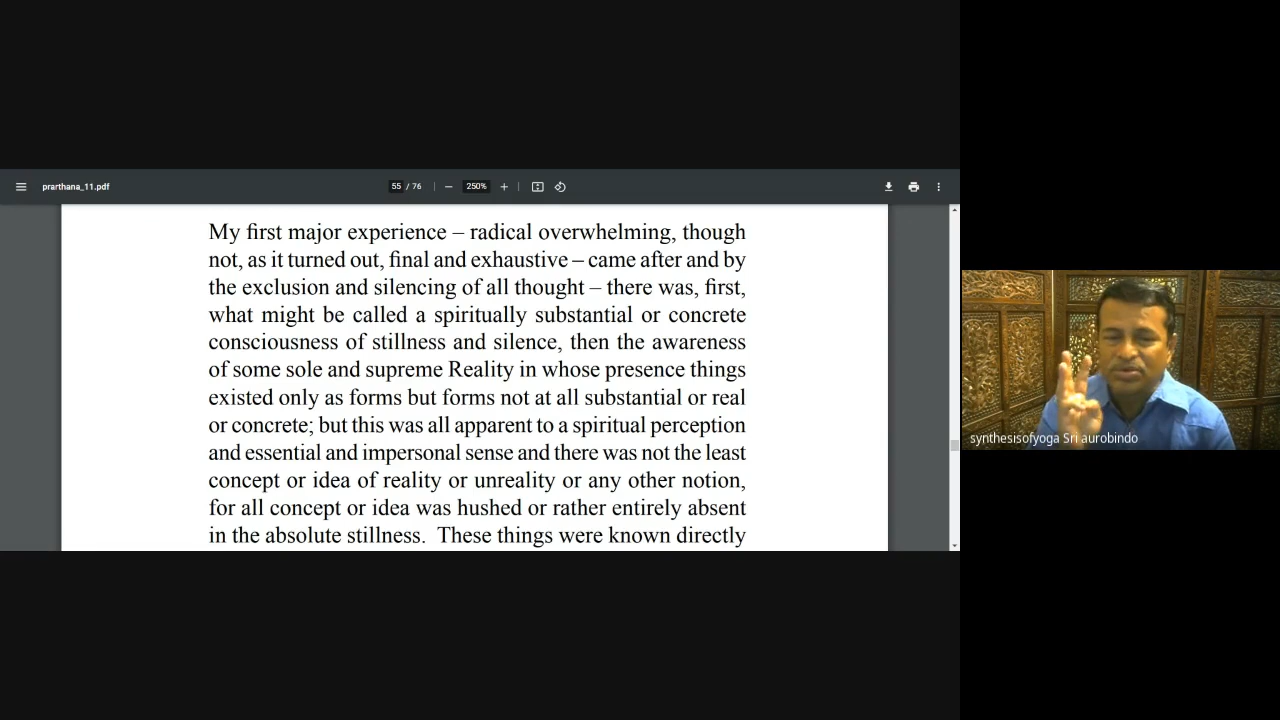 prarthana_11.pdf
55 / 76
250%
My first major experience – radical overwhelming, though
not, as it turned out, final and exhaustive – came after and by
the exclusion and silencing of all thought – there was, first,
what might be called a spiritually substantial or concrete
consciousness of stillness and silence, then the awareness
of some sole and supreme Reality in whose presence things
existed only as forms but forms not at all substantial or real
or concrete; but this was all apparent to a spiritual perception
and essential and impersonal sense and there was not the least
concept or idea of reality or unreality or any other notion,
for all concept or idea was hushed or rather entirely absent
in the absolute stillness. These things were known directly
synthesisofyoga Sri aurobindo